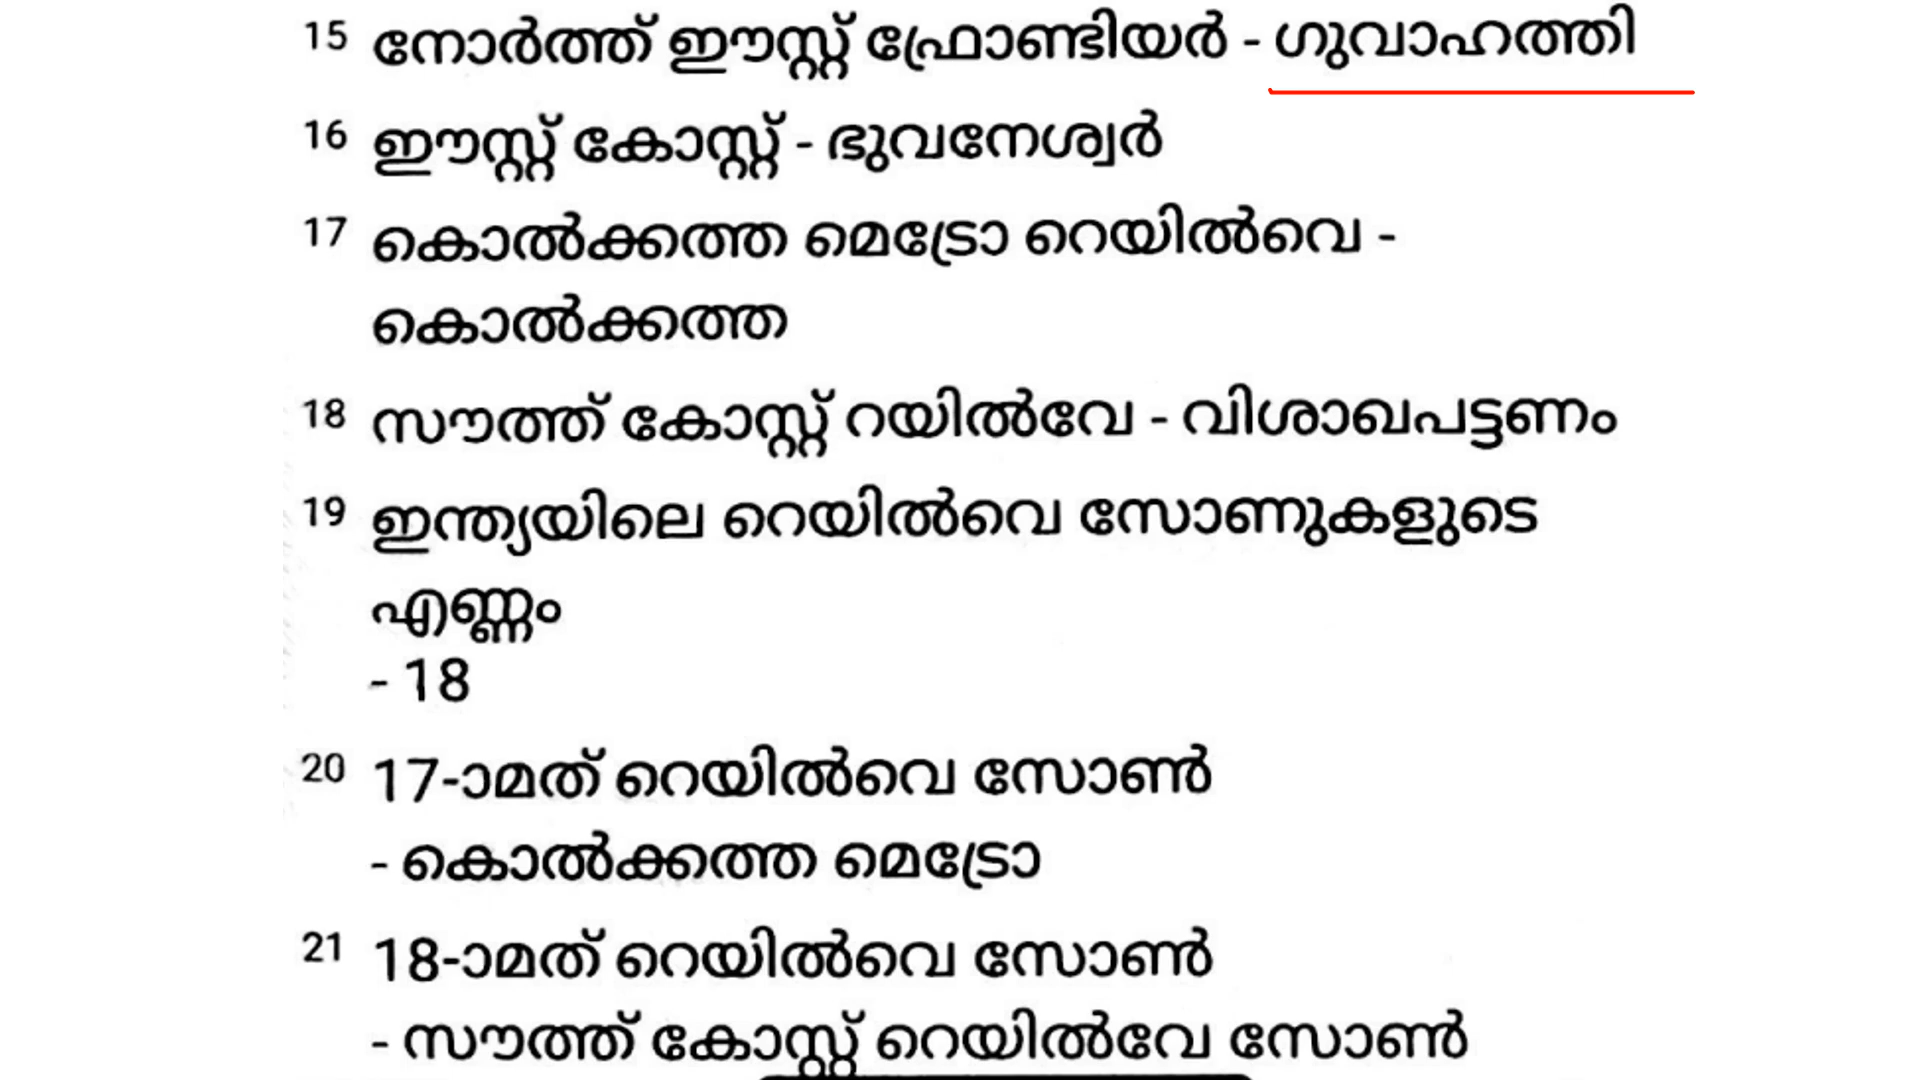 15 നോർത്ത് ഈസ്റ്റ് ഫ്രോണ്ടിയർ - ഗുവാഹത്തി
16 ഈസ്റ്റ് കോസ്റ്റ് - ഭുവനേശ്വർ
17 കൊൽക്കത്ത മെട്രോ റെയിൽവെ -
കൊൽക്കത്ത
18 സൗത്ത് കോസ്റ്റ് റയിൽവേ - വിശാഖപട്ടണം
19 ഇന്ത്യയിലെ റെയിൽവെ സോണുകളുടെ
എണ്ണം
- 18
20 17-ാമത് റെയിൽവെ സോൺ
- കൊൽക്കത്ത മെട്രോ
21 18-ാമത് റെയിൽവെ സോൺ
- സൗത്ത് കോസ്റ്റ് റെയിൽവേ സോൺ